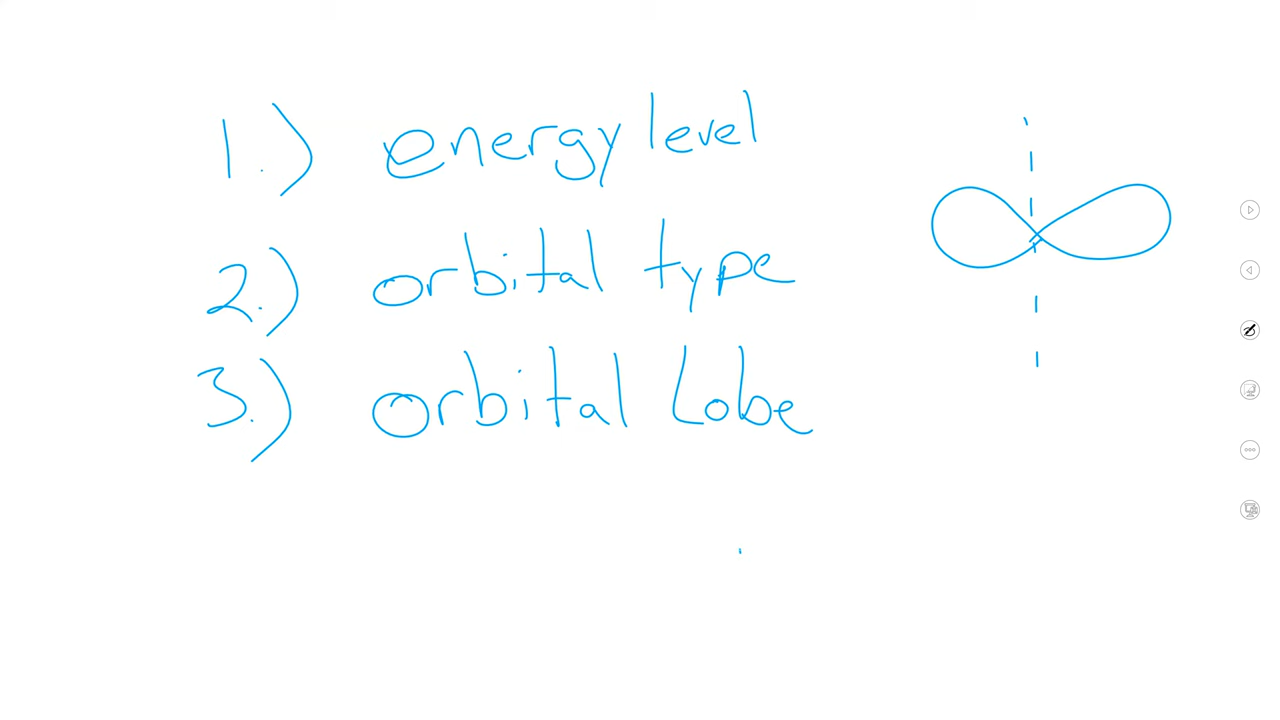 1.) energy level
2.) orbital type
3.) orbital Lobe